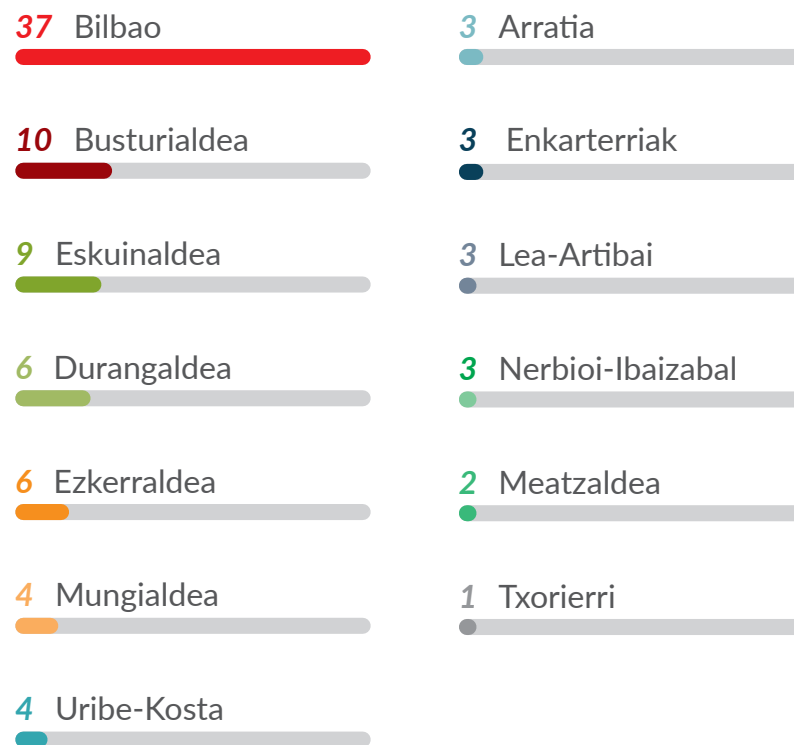 37 Bilbao
10 Busturialdea
9 Eskuinaldea
6 Durangaldea
6 Ezkerraldea
4 Mungialdea
4 Uribe-Kosta
3 Arratia
3 Enkarterriak
3 Lea-Artibai
3 Nerbioi-Ibaizabal
2 Meatzaldea
1 Txorierri